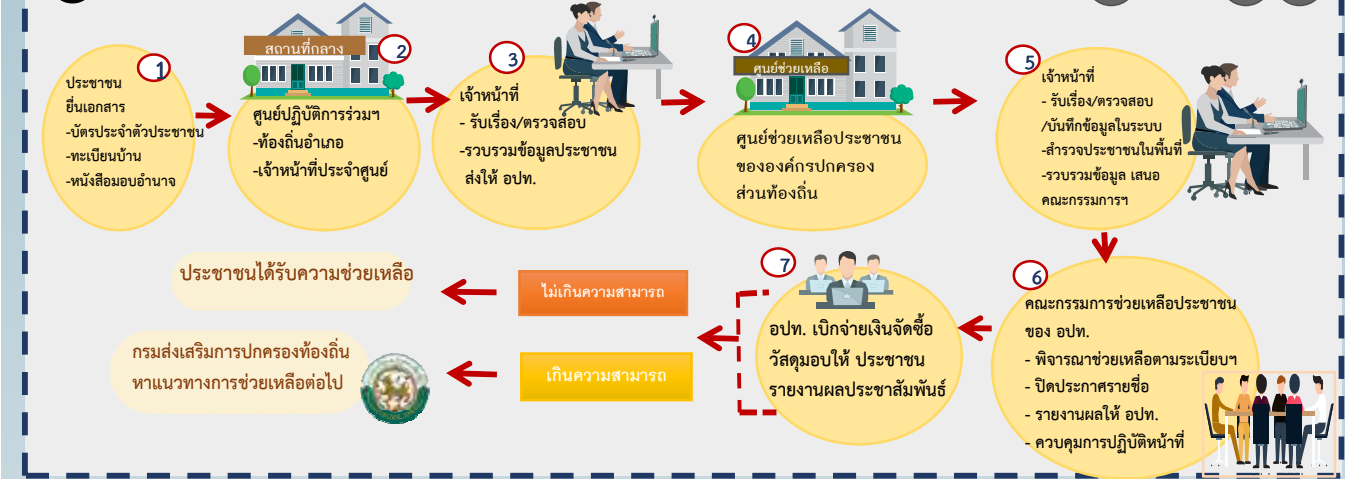 1
ประชาชน
ยื่นเอกสาร
-บัตรประจำตัวประชาชน
-ทะเบียนบ้าน
-หนังสือมอบอำนาจ
สถานที่กลาง
2
ศูนย์ปฏิบัติการร่วมฯ
-ท้องถิ่นอำเภอ
-เจ้าหน้าที่ประจำศูนย์
3
เจ้าหน้าที่
- รับเรื่อง/ตรวจสอบ
-รวบรวมข้อมูลประชาชน
ส่งให้ อปท.
4
ศูนย์ช่วยเหลือ
ศูนย์ช่วยเหลือประชาชน
ขององค์กรปกครอง
ส่วนท้องถิ่น
5
เจ้าหน้าที่
- รับเรื่อง/ตรวจสอบ
/บันทึกข้อมูลในระบบ
-สำรวจประชาชนในพื้นที่
-รวบรวมข้อมูล เสนอ
คณะกรรมการฯ
6
คณะกรรมการช่วยเหลือประชาชน
ของ อปท.
- พิจารณาช่วยเหลือตามระเบียบฯ
- ปิดประกาศรายชื่อ
- รายงานผลให้ อปท.
- ควบคุมการปฏิบัติหน้าที่
7
อปท. เบิกจ่ายเงินจัดซื้อ
วัสดุมอบให้ ประชาชน
รายงานผลประชาสัมพันธ์
ไม่เกินความสามารถ
ประชาชนได้รับความช่วยเหลือ
เกินความสามารถ
กรมส่งเสริมการปกครองท้องถิ่น
หาแนวทางการช่วยเหลือต่อไป